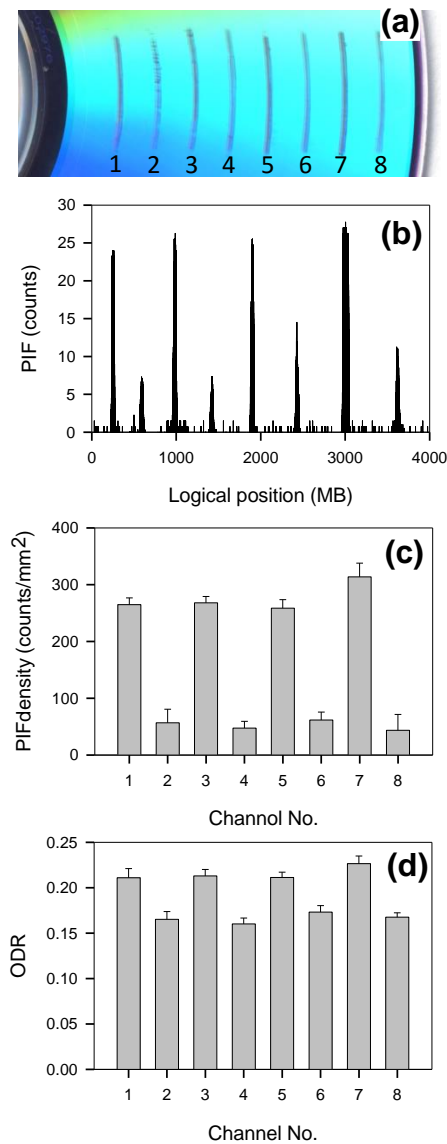 (a)
1 2 3 4 5 6 7 8
(b)
30
25
20
15
10
5
0
PIF (counts)
0 1000 2000 3000 4000
Logical position (MB)
(c)
400
300
200
100
0
PIFdensity (counts/mm2)
1 2 3 4 5 6 7 8
Channol No.
(d)
0.25
0.20
0.15
0.10
0.05
0.00
ODR
1 2 3 4 5 6 7 8
Channel No.